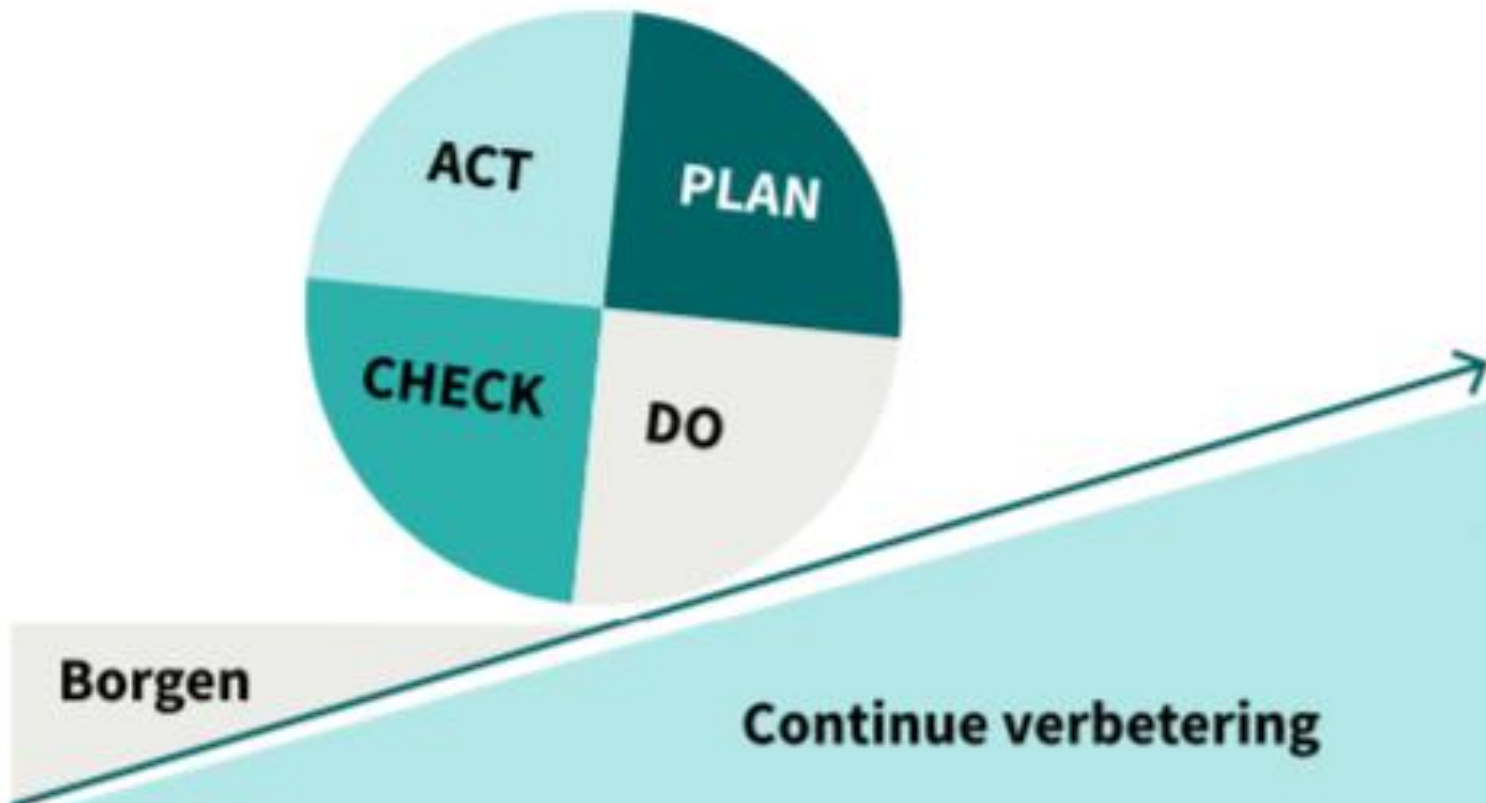 ACT
PLAN
CHECK
DO
Borgen
Continue verbetering